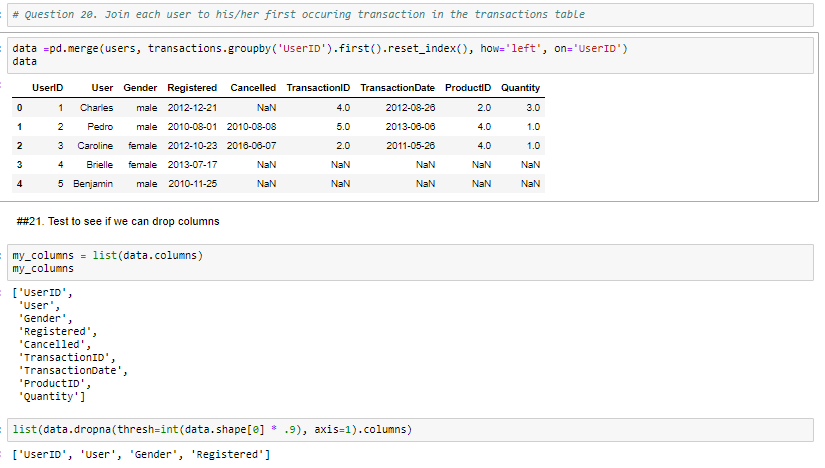 # Question 20. Join each user to his/her first occuring transaction in the transactions table
data =pd.merge(users, transactions.groupby('UserID').first().reset_index(), how='left', on='UserID')
data
UserID User Gender Registered Cancelled TransactionID TransactionDate ProductID Quantity
0 1 Charles male 2012-12-21 NaN 4.0 2012-08-26 2.0 3.0
1 2 Pedro male 2010-08-01 2010-08-08 5.0 2013-06-06 4.0 1.0
2 3 Caroline female 2012-10-23 2016-06-07 2.0 2011-05-26 4.0 1.0
3 4 Brielle female 2013-07-17 NaN NaN NaN NaN NaN
4 5 Benjamin male 2010-11-25 NaN NaN NaN NaN NaN
##21. Test to see if we can drop columns
my_columns = list(data.columns)
my_columns
['UserID',
'User',
'Gender',
'Registered',
'Cancelled',
'TransactionID',
'TransactionDate',
'ProductID',
'Quantity']
list(data.dropna(thresh=int(data.shape[0] * .9), axis=1).columns)
['UserID', 'User', 'Gender', 'Registered']